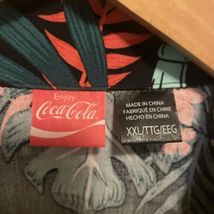 Enjoy
Coca-Cola
MADE IN CHINA
FABRIQUÉ EN CHINE
HECHO EN CHINA
XXL/TTG/EEG